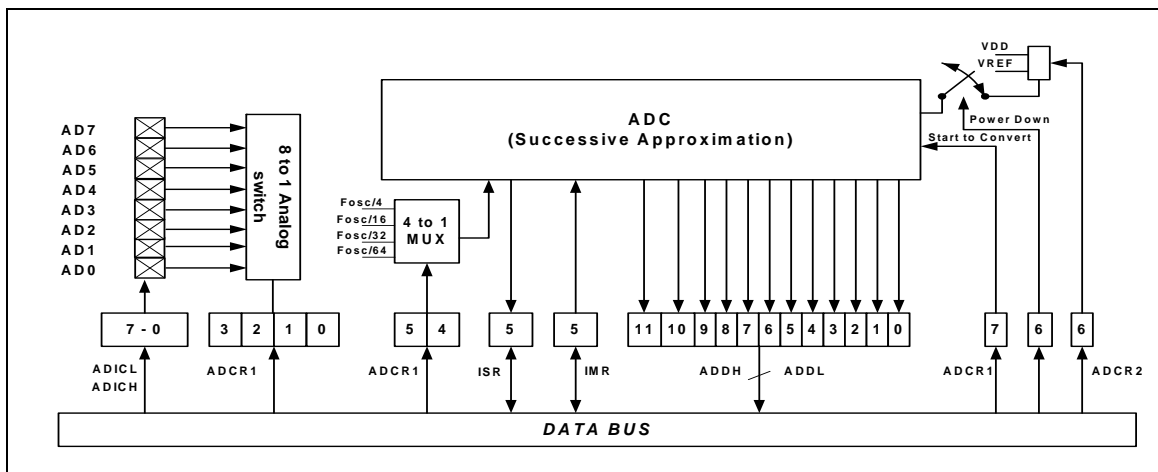 VDD
VREF
ADC
(Successive Approximation)
Power Down
Start to Convert
AD7
AD6
AD5
AD4
AD3
AD2
AD1
AD0
8 to 1 Analog
switch
Fosc/4
Fosc/16
Fosc/32
Fosc/64
4 to 1
MUX
7 - 0
3 2 1 0
5 4
5
5
11 10 9 8 7 6 5 4 3 2 1 0
7
6
6
ADICL
ADICH
ADCR1
ADCR1
ISR
IMR
ADDH
ADDL
ADCR1
ADCR2
DATA BUS